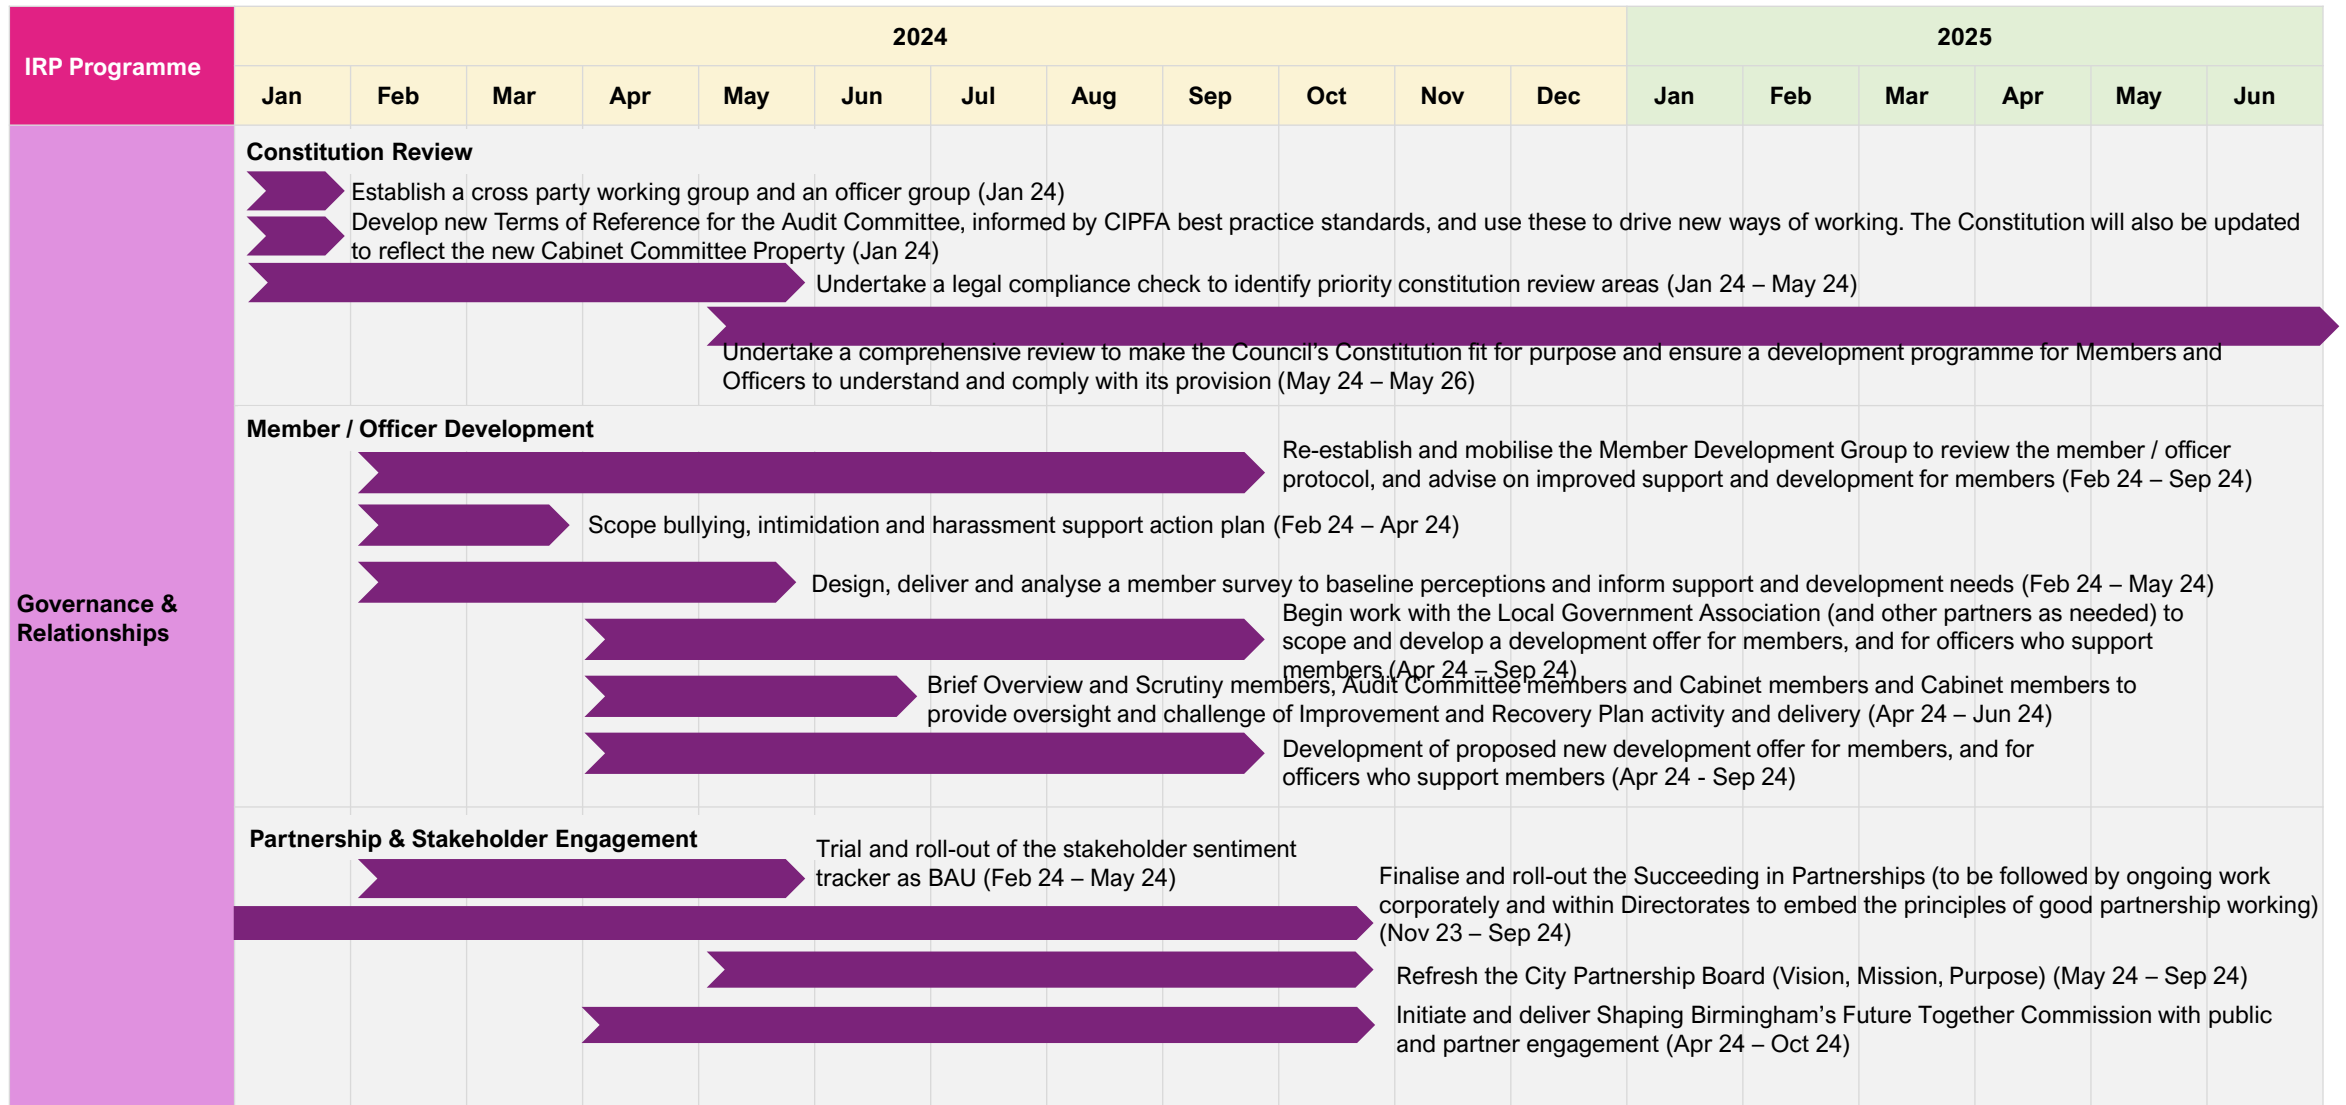 IRP Programme
2024
2025
Jan Feb Mar Apr May Jun Jul Aug Sep Oct Nov Dec Jan Feb Mar Apr May Jun
Governance &
Relationships
Constitution Review
Establish a cross party working group and an officer group (Jan 24)
Develop new Terms of Reference for the Audit Committee, informed by CIPFA best practice standards, and use these to drive new ways of working. The Constitution will also be updated
to reflect the new Cabinet Committee Property (Jan 24)
Undertake a legal compliance check to identify priority constitution review areas (Jan 24 – May 24)
Undertake a comprehensive review to make the Council’s Constitution fit for purpose and ensure a development programme for Members and
Officers to understand and comply with its provision (May 24 – May 26)
Member / Officer Development
Re-establish and mobilise the Member Development Group to review the member / officer
protocol, and advise on improved support and development for members (Feb 24 – Sep 24)
Scope bullying, intimidation and harassment support action plan (Feb 24 – Apr 24)
Design, deliver and analyse a member survey to baseline perceptions and inform support and development needs (Feb 24 – May 24)
Begin work with the Local Government Association (and other partners as needed) to
scope and develop a development offer for members, and for officers who support
members (Apr 24 – Sep 24)
Brief Overview and Scrutiny members, Audit Committee members and Cabinet members and Cabinet members to
provide oversight and challenge of Improvement and Recovery Plan activity and delivery (Apr 24 – Jun 24)
Development of proposed new development offer for members, and for
officers who support members (Apr 24 - Sep 24)
Partnership & Stakeholder Engagement
Trial and roll-out of the stakeholder sentiment
tracker as BAU (Feb 24 – May 24)
Finalise and roll-out the Succeeding in Partnerships (to be followed by ongoing work
corporately and within Directorates to embed the principles of good partnership working)
(Nov 23 – Sep 24)
Refresh the City Partnership Board (Vision, Mission, Purpose) (May 24 – Sep 24)
Initiate and deliver Shaping Birmingham’s Future Together Commission with public
and partner engagement (Apr 24 – Oct 24)